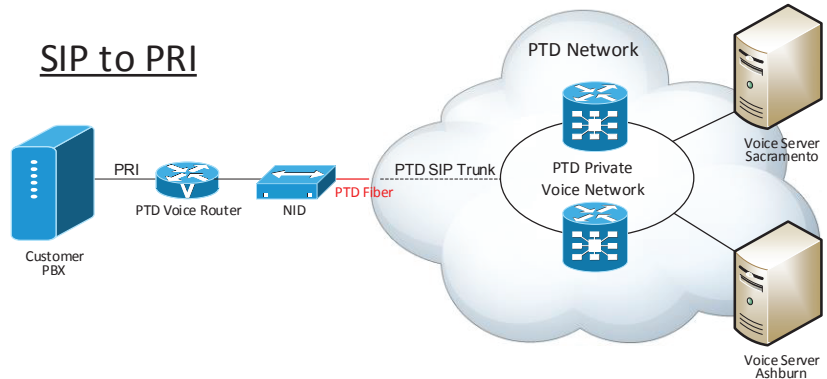 SIP to PRI
PTD Network
Voice Server
Sacramento
PRI
PTD Voice Router
V
NID
PTD Fiber
PTD SIP Trunk
PTD Private
Voice Network
Customer
PBX
Voice Server
Ashburn